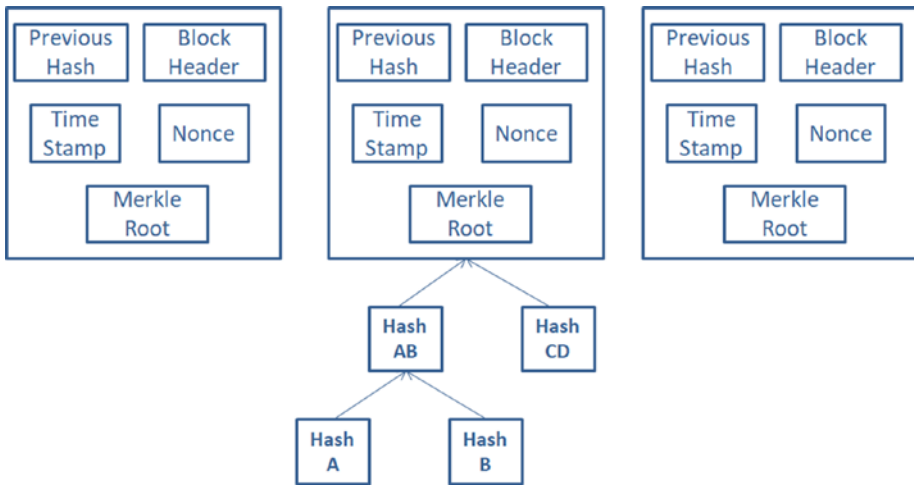 Previous
Hash
Block
Header
Time
Stamp
Nonce
Merkle
Root
Previous
Hash
Block
Header
Time
Stamp
Nonce
Merkle
Root
Previous
Hash
Block
Header
Time
Stamp
Nonce
Merkle
Root
Hash
AB
Hash
CD
Hash
A
Hash
B